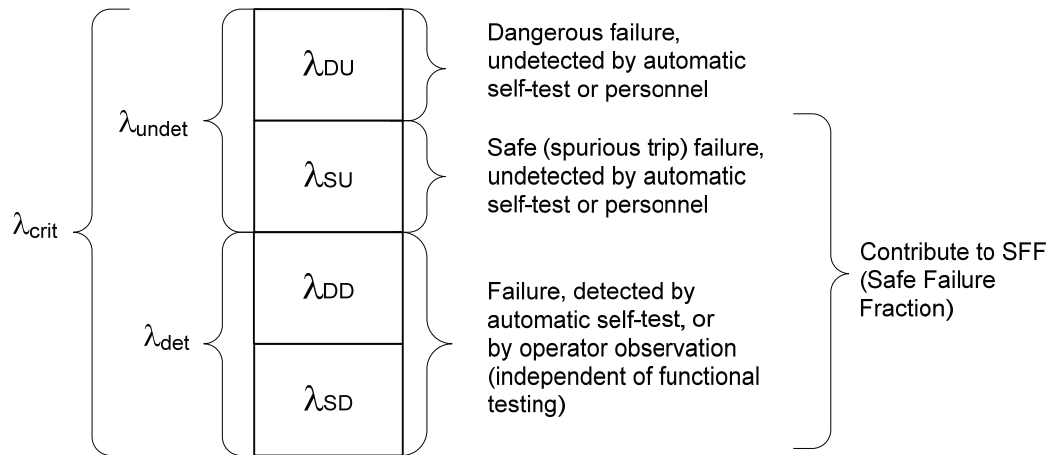 λcrit
λundet
λdet
λDU
λSU
λDD
λSD
Dangerous failure,
undetected by automatic
self-test or personnel
Safe (spurious trip) failure,
undetected by automatic
self-test or personnel
Failure, detected by
automatic self-test, or
by operator observation
(independent of functional
testing)
Contribute to SFF
(Safe Failure
Fraction)